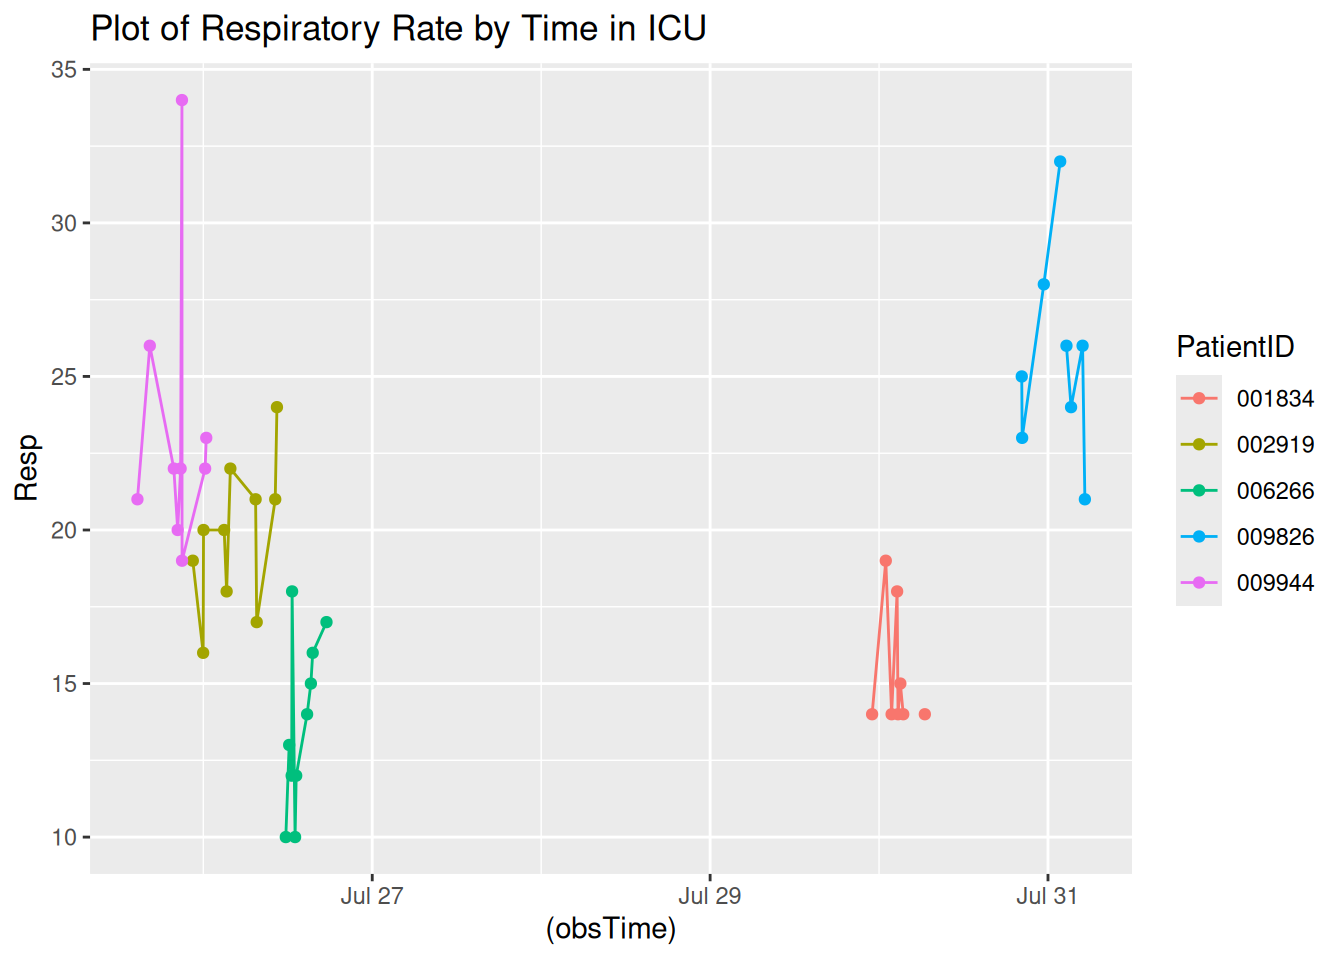 Plot of Respiratory Rate by Time in ICU
35
30
25
20
15
10
Resp
Jul 27
Jul 29
Jul 31
(obsTime)
PatientID
001834
002919
006266
009826
009944